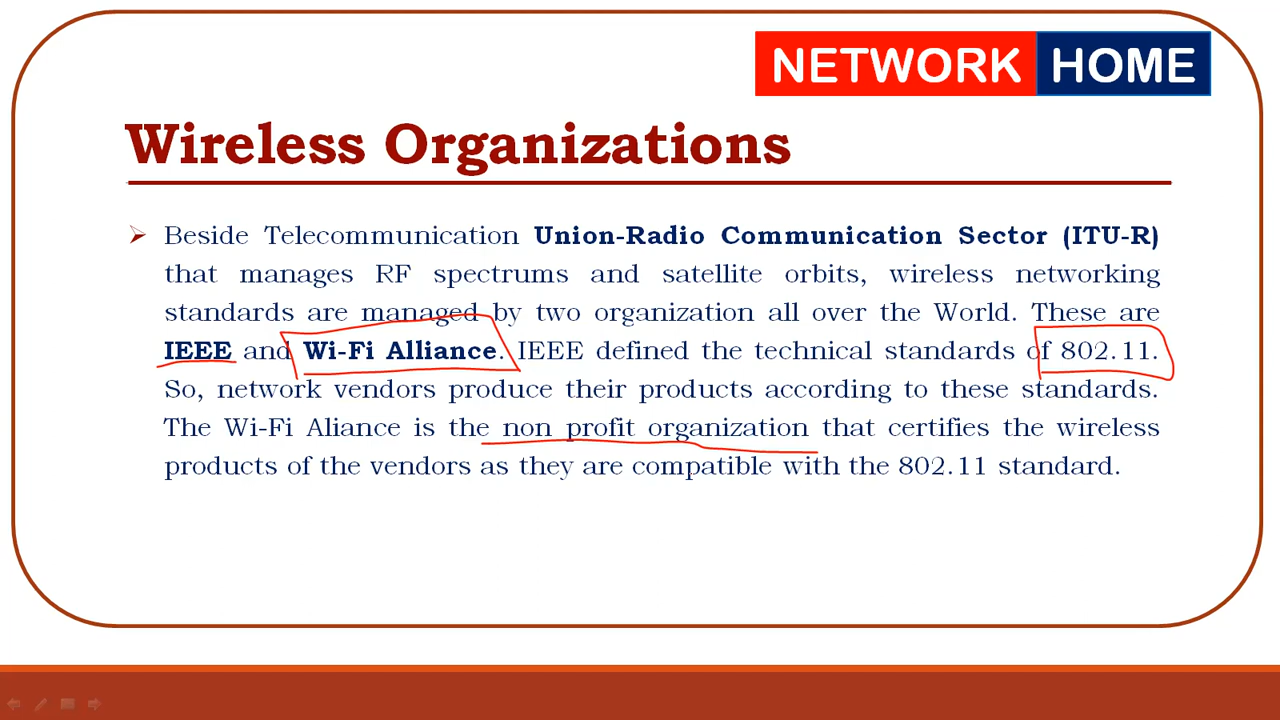 NETWORK HOME
Wireless Organizations
Beside Telecommunication Union-Radio Communication Sector (ITU-R)
that manages RF spectrums and satellite orbits, wireless networking
standards are managed by two organization all over the World. These are
IEEE and Wi-Fi Alliance. IEEE defined the technical standards of 802.11.
So, network vendors produce their products according to these standards.
The Wi-Fi Aliance is the non profit organization that certifies the wireless
products of the vendors as they are compatible with the 802.11 standard.